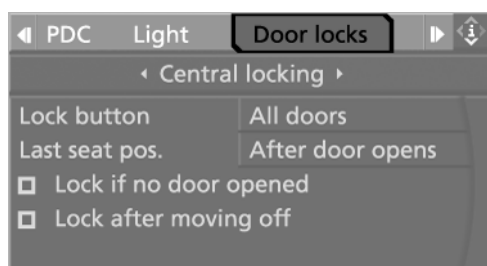 PDC Light Door locks i
Central locking
Lock button All doors
Last seat pos. After door opens
Lock if no door opened
Lock after moving off